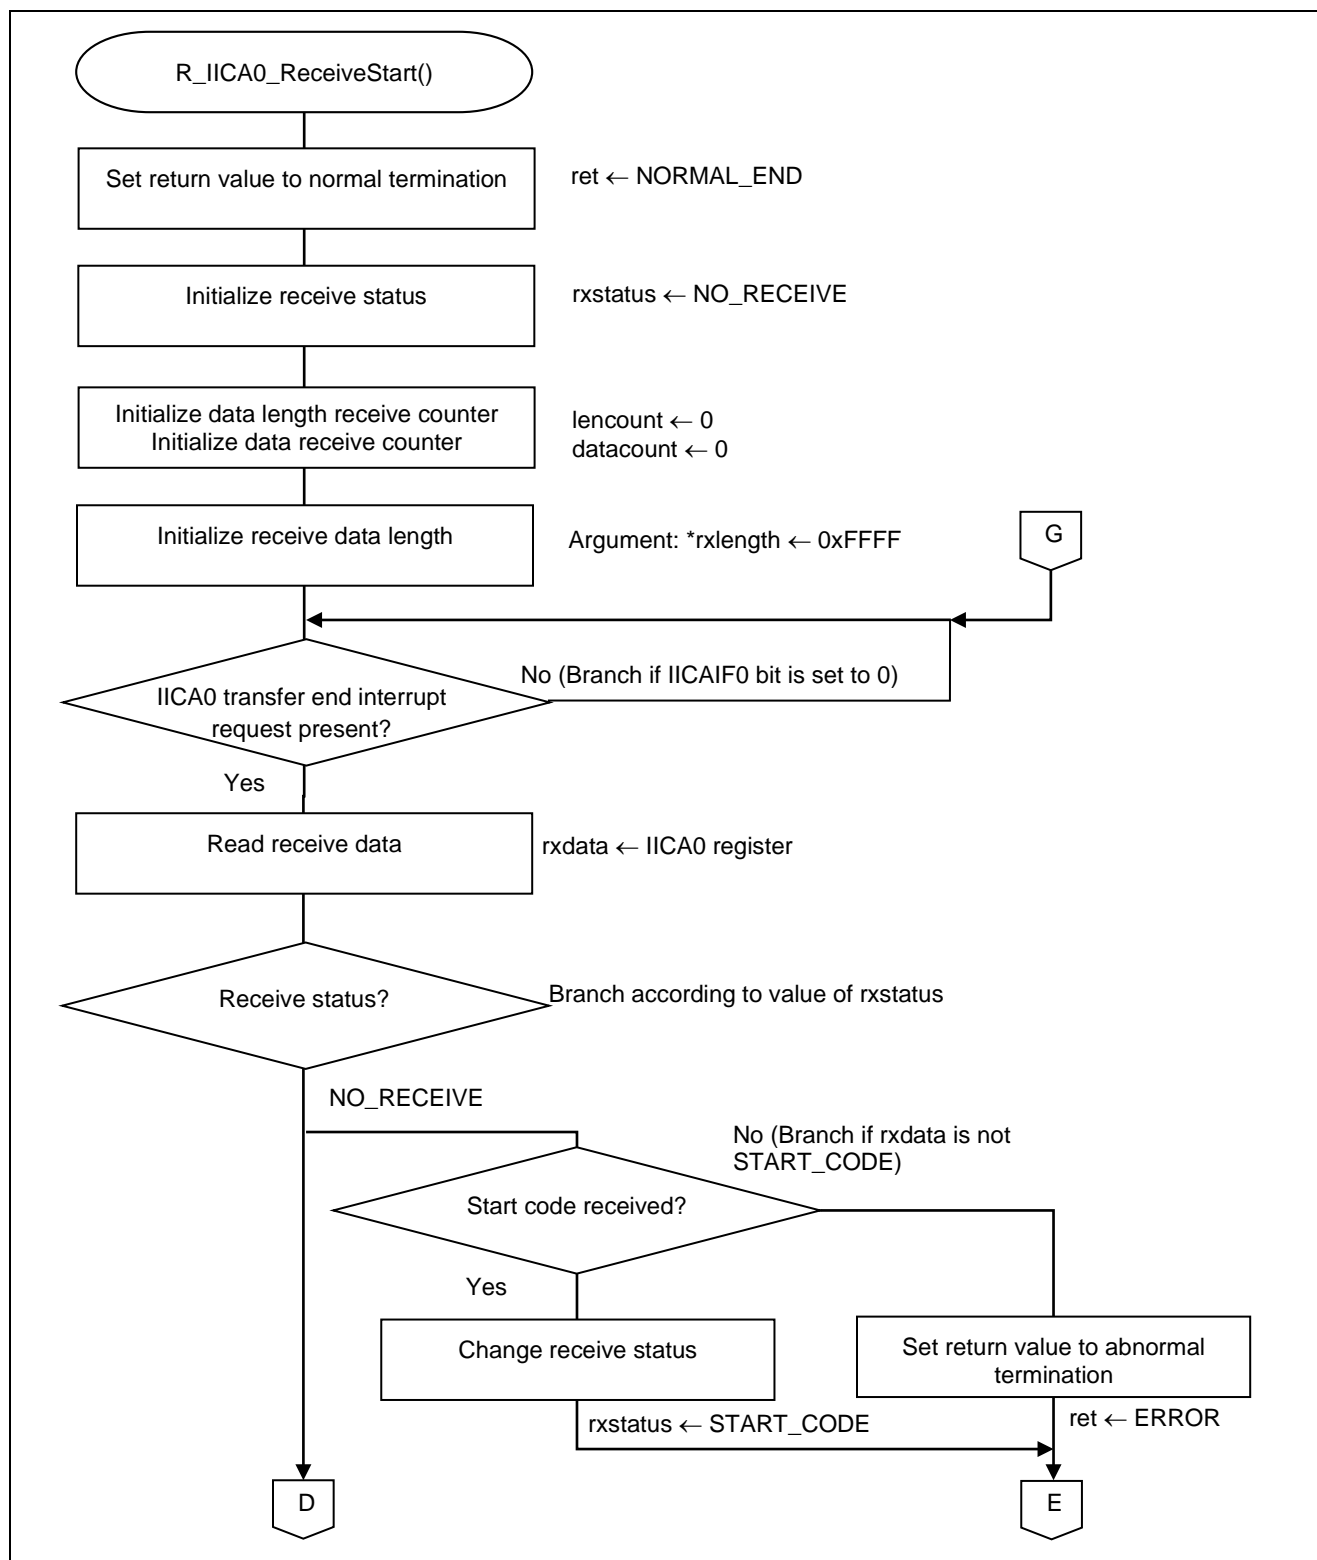 R_IICA0_ReceiveStart()
Set return value to normal termination
ret ← NORMAL_END
Initialize receive status
rxstatus ← NO_RECEIVE
Initialize data length receive counter
Initialize data receive counter
lencount ← 0
datacount ← 0
Initialize receive data length
Argument: *rxlength ← 0xFFFF
G
IICA0 transfer end interrupt
request present?
No (Branch if IICAIF0 bit is set to 0)
Yes
Read receive data
rxdata ← IICA0 register
Receive status?
Branch according to value of rxstatus
NO_RECEIVE
No (Branch if rxdata is not
START_CODE)
Start code received?
Yes
Change receive status
Set return value to abnormal
termination
rxstatus ← START_CODE
ret ← ERROR
D
E